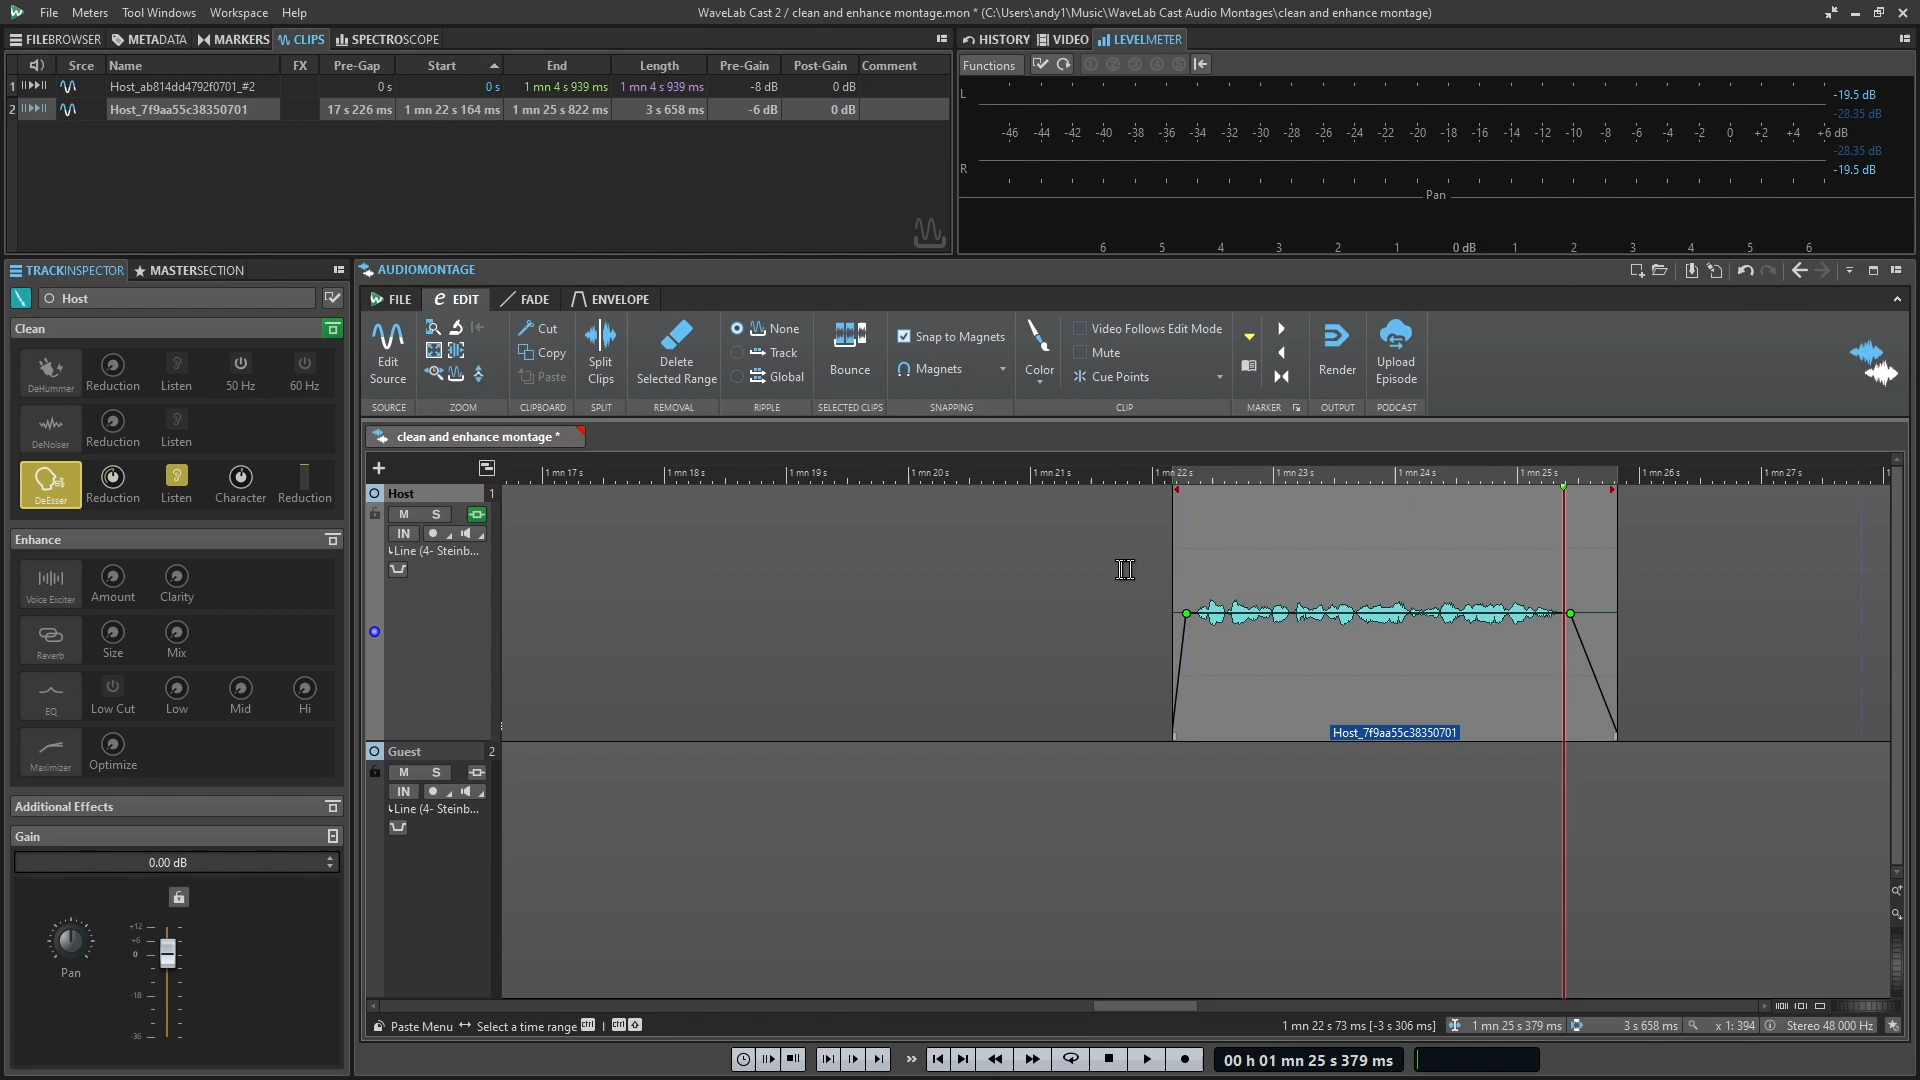 File Meters Tool Windows Workspace Help
WaveLab Cast 2 / clean and enhance montage.mon * (C:\Users\andy1\Music\WaveLab Cast Audio Montages\clean and enhance montage)
FILEBROWSER METADATA MARKERS CLIPS SPECTROSCOPE
HISTORY VIDEO LEVELMETER
Srce Name FX Pre-Gap Start End Length Pre-Gain Post-Gain Comment
1 Host_ab814dd4792f0701_#2 0 s 0 s 1 mn 4 s 939 ms 1 mn 4 s 939 ms -8 dB 0 dB
2 Host_7f9aa55c38350701 17 s 226 ms 1 mn 22 s 164 ms 1 mn 25 s 822 ms 3 s 658 ms -6 dB 0 dB
Functions 1 2 3 4 5
L -19.5 dB
-28.35 dB
-46 -44 -42 -40 -38 -36 -34 -32 -30 -28 -26 -24 -22 -20 -18 -16 -14 -12 -10 -8 -6 -4 -2 0 +2 +4 +6 dB
-28.35 dB
R -19.5 dB
Pan
6 5 4 3 2 1 0 dB 1 2 3 4 5 6
TRACKINSPECTOR MASTERSECTION
AUDIOMONTAGE
Host
FILE EDIT FADE ENVELOPE
Clean
DeHummer Reduction Listen 50 Hz 60 Hz
DeNoiser Reduction Listen
DeEsser Reduction Listen Character Reduction
Enhance
Voice Exciter Amount Clarity
Reverb Size Mix
EQ Low Cut Low Mid Hi
Maximizer Optimize
Additional Effects
Gain
0.00 dB
+12
+6
0
-18
-36
Pan
Edit Source
Cut
Copy
Paste
Split Clips
Delete Selected Range
None
Track
Global
Bounce
Snap to Magnets
Magnets
Color
Video Follows Edit Mode
Mute
Cue Points
Render
Upload Episode
SOURCE ZOOM CLIPBOARD SPLIT REMOVAL RIPPLE SELECTED CLIPS SNAPPING CLIP MARKER OUTPUT PODCAST
clean and enhance montage *
1 mn 17 s 1 mn 18 s 1 mn 19 s 1 mn 20 s 1 mn 21 s 1 mn 22 s 1 mn 23 s 1 mn 24 s 1 mn 25 s 1 mn 26 s 1 mn 27 s
Host 1
M S
IN
Line (4- Steinb...
Host_7f9aa55c38350701
Guest 2
M S
IN
Line (4- Steinb...
Paste Menu Select a time range ctrl | ctrl
1 mn 22 s 73 ms [-3 s 306 ms] 1 mn 25 s 379 ms 3 s 658 ms x 1: 394 Stereo 48 000 Hz
00 h 01 mn 25 s 379 ms